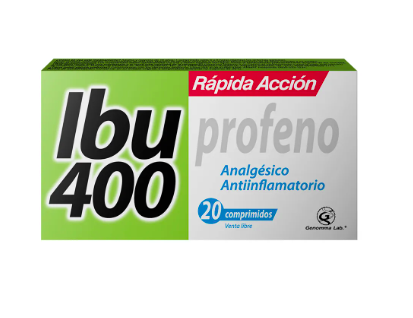 Ibu
400
Rápida Acción
profeno
Analgésico
Antiinflamatorio
20 comprimidos
Venta libre
Genomma Lab.®